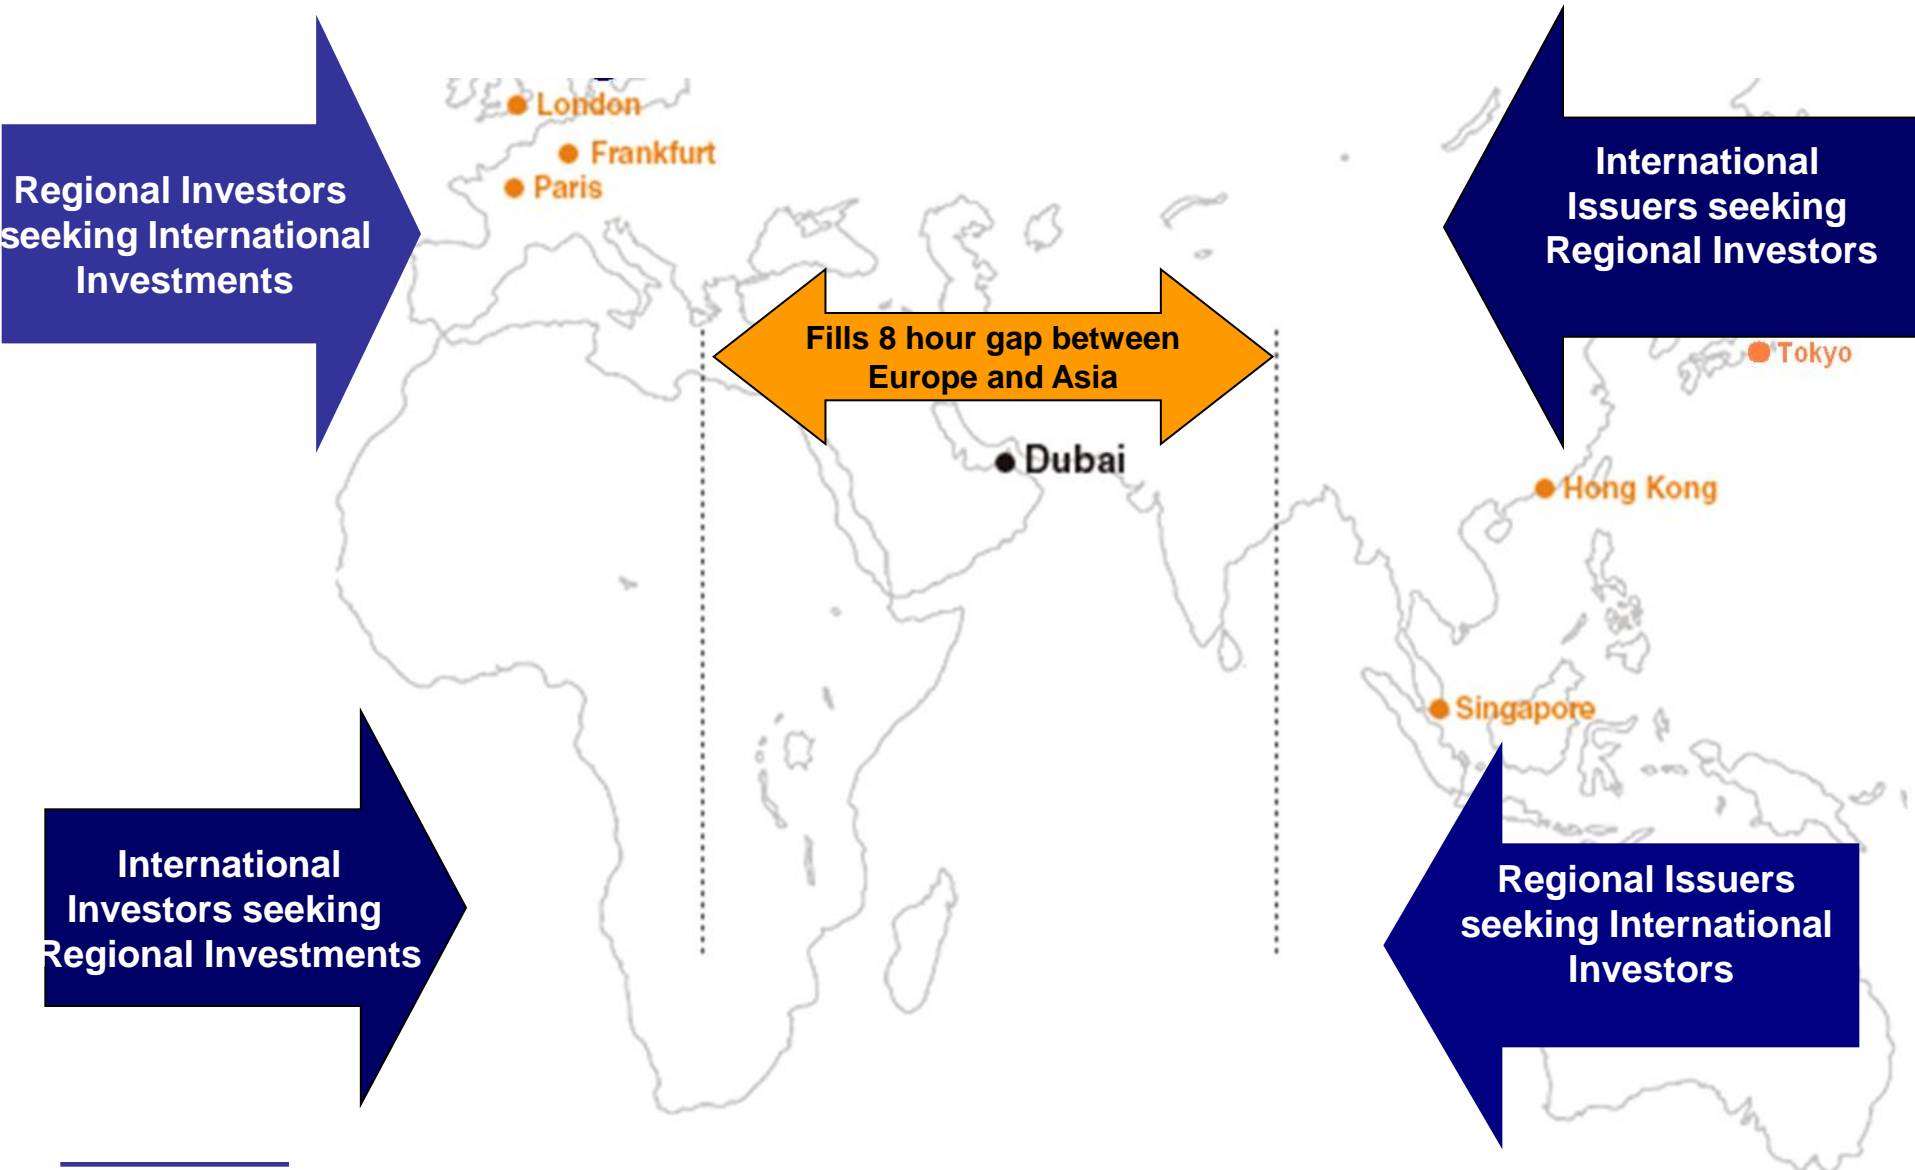 London
Frankfurt
Paris
Regional Investors
seeking International
Investments
International
Issuers seeking
Regional Investors
Fills 8 hour gap between
Europe and Asia
Tokyo
Dubai
Hong Kong
Singapore
International
Investors seeking
Regional Investments
Regional Issuers
seeking International
Investors